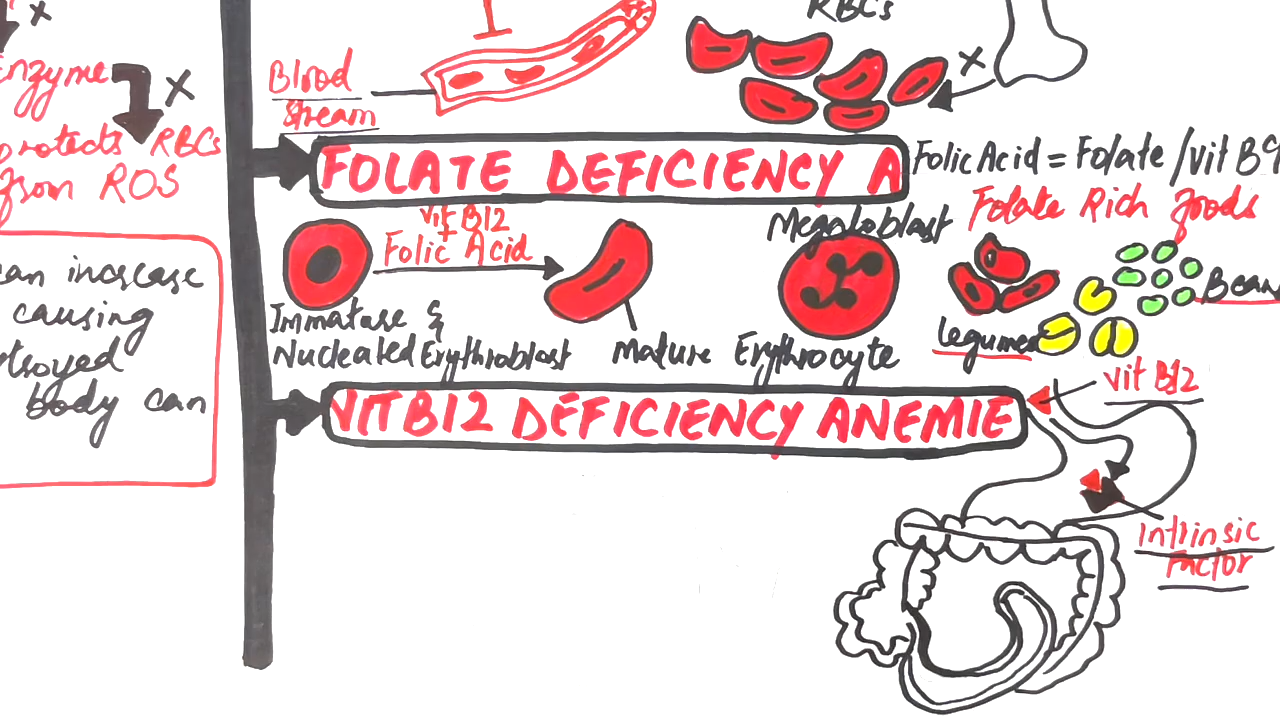 RBCs
Enzyme
protects RBCs
from ROS
can increase
causing
body can
Blood
stream
FOLATE DEFICIENCY A
Folic Acid = Folate / Vit B9
Folate Rich foods
Vit B12
+
Folic Acid
Megaloblast
Immature &
Nucleated Erythroblast
Mature Erythrocyte
legumes
Bean
VIT B12 DEFICIENCY ANEMIE
Vit B12
Intrinsic
Factor